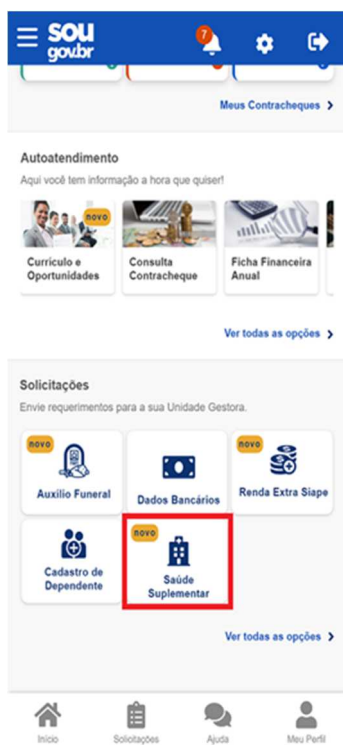 sou
gov.br
7
Meus Contracheques >
Autoatendimento
Aqui você tem informação a hora que quiser!
novo
Currículo e
Oportunidades
Consulta
Contracheque
Ficha Financeira
Anual
Ver todas as opções >
Solicitações
Envie requerimentos para a sua Unidade Gestora.
novo
Auxílio Funeral
Dados Bancários
novo
Renda Extra Siape
Cadastro de
Dependente
novo
Saúde
Suplementar
Ver todas as opções >
Início
Solicitações
Ajuda
Meu Perfil